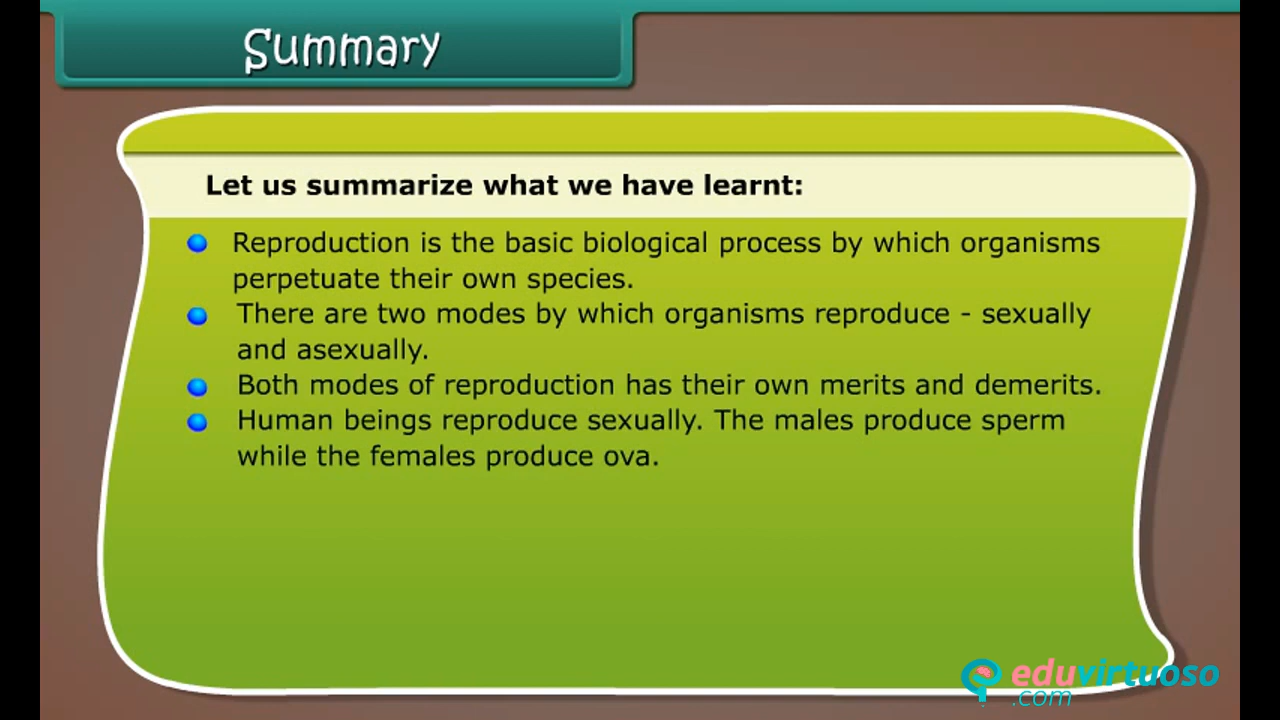 Summary
Let us summarize what we have learnt:
Reproduction is the basic biological process by which organisms
perpetuate their own species.
There are two modes by which organisms reproduce - sexually
and asexually.
Both modes of reproduction has their own merits and demerits.
Human beings reproduce sexually. The males produce sperm
while the females produce ova.
eduvirtuoso
.com